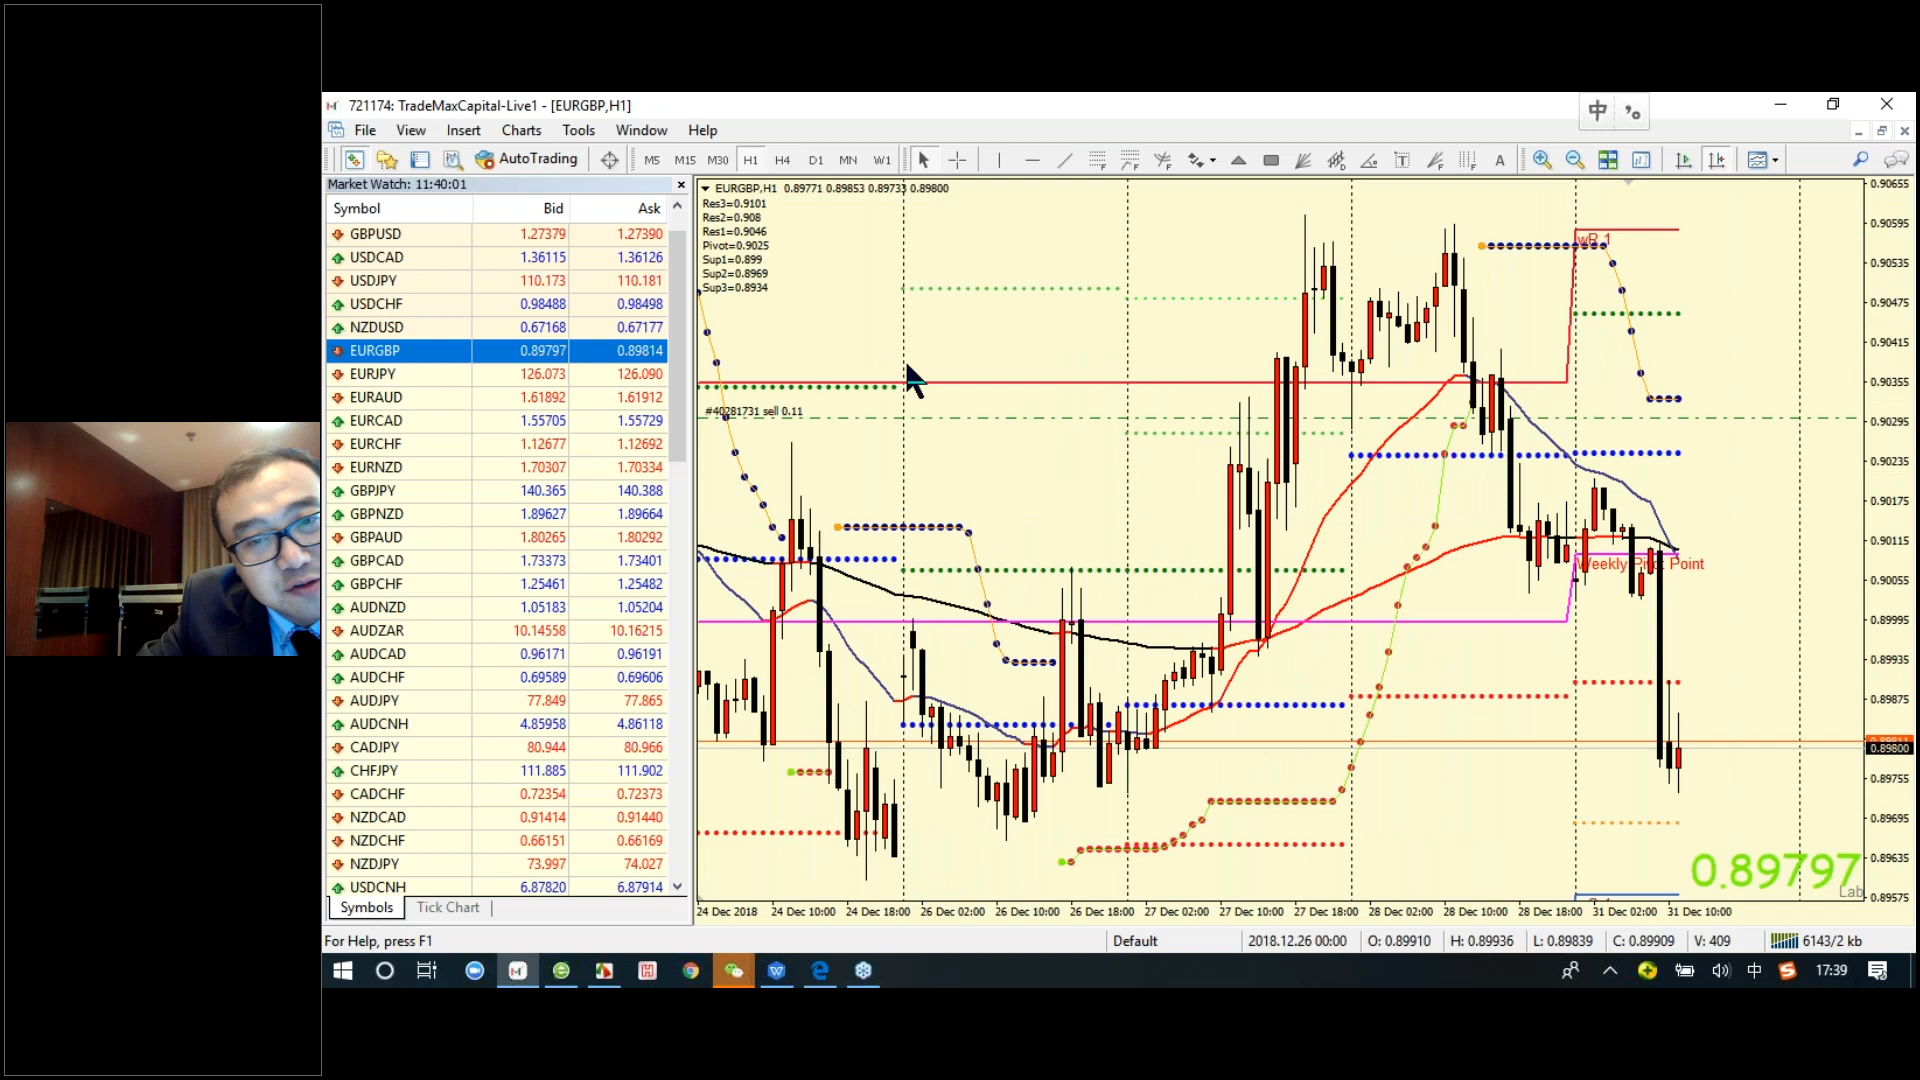 721174: TradeMaxCapital-Live1 - [EURGBP,H1]
中
File View Insert Charts Tools Window Help
AutoTrading M5 M15 M30 H1 H4 D1 MN W1 A
Market Watch: 11:40:01
Symbol Bid Ask
GBPUSD 1.27379 1.27390
USDCAD 1.36115 1.36126
USDJPY 110.173 110.181
USDCHF 0.98488 0.98498
NZDUSD 0.67168 0.67177
EURGBP 0.89797 0.89814
EURJPY 126.073 126.090
EURAUD 1.61892 1.61912
EURCAD 1.55705 1.55729
EURCHF 1.12677 1.12692
EURNZD 1.70307 1.70334
GBPJPY 140.365 140.388
GBPNZD 1.89627 1.89664
GBPAUD 1.80265 1.80292
GBPCAD 1.73373 1.73401
GBPCHF 1.25461 1.25482
AUDNZD 1.05183 1.05204
AUDZAR 10.14558 10.16215
AUDCAD 0.96171 0.96191
AUDCHF 0.69589 0.69606
AUDJPY 77.849 77.865
AUDCNH 4.85958 4.86118
CADJPY 80.944 80.966
CHFJPY 111.885 111.902
CADCHF 0.72354 0.72373
NZDCAD 0.91414 0.91440
NZDCHF 0.66151 0.66169
NZDJPY 73.997 74.027
USDCNH 6.87820 6.87914
Symbols Tick Chart
EURGBP,H1 0.89771 0.89853 0.89733 0.89800
Res3=0.9101
Res2=0.908
Res1=0.9046
Pivot=0.9025
Sup1=0.899
Sup2=0.8969
Sup3=0.8934
wR 1
#40281731 sell 0.11
Weekly Pivot Point
0.90655
0.90595
0.90535
0.90475
0.90415
0.90355
0.90295
0.90235
0.90175
0.90115
0.90055
0.89995
0.89935
0.89875
0.89800
0.89755
0.89695
0.89635
0.89575
0.89797
Lab
24 Dec 2018 24 Dec 10:00 24 Dec 18:00 26 Dec 02:00 26 Dec 10:00 26 Dec 18:00 27 Dec 02:00 27 Dec 10:00 27 Dec 18:00 28 Dec 02:00 28 Dec 10:00 28 Dec 18:00 31 Dec 02:00 31 Dec 10:00
For Help, press F1 Default 2018.12.26 00:00 O: 0.89910 H: 0.89936 L: 0.89839 C: 0.89909 V: 409 6143/2 kb
中 17:39